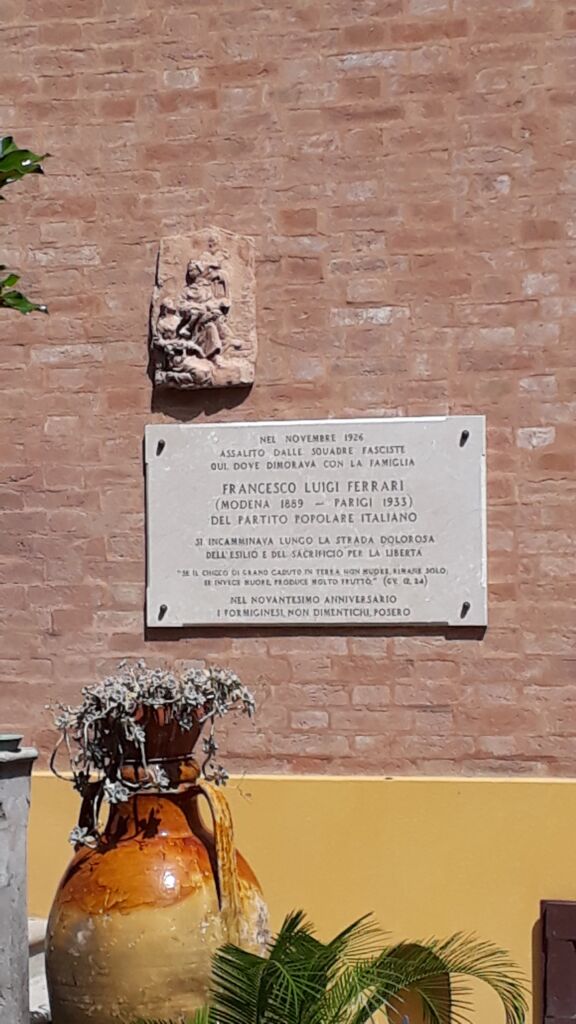 NEL NOVEMBRE 1926
ASSALITO DALLE SQUADRE FASCISTE
QUI, DOVE DIMORAVA CON LA FAMIGLIA
FRANCESCO LUIGI FERRARI
(MODENA 1889 – PARIGI 1933)
DEL PARTITO POPOLARE ITALIANO
SI INCAMMINAVA LUNGO LA STRADA DOLOROSA
DELL'ESILIO E DEL SACRIFICIO PER LA LIBERTÀ
"SE IL CHICCO DI GRANO CADUTO IN TERRA NON MUORE, RIMANE SOLO;
SE INVECE MUORE, PRODUCE MOLTO FRUTTO." (GV. 12, 24)
NEL NOVANTESIMO ANNIVERSARIO
I FORMIGINESI, NON DIMENTICHI, POSERO